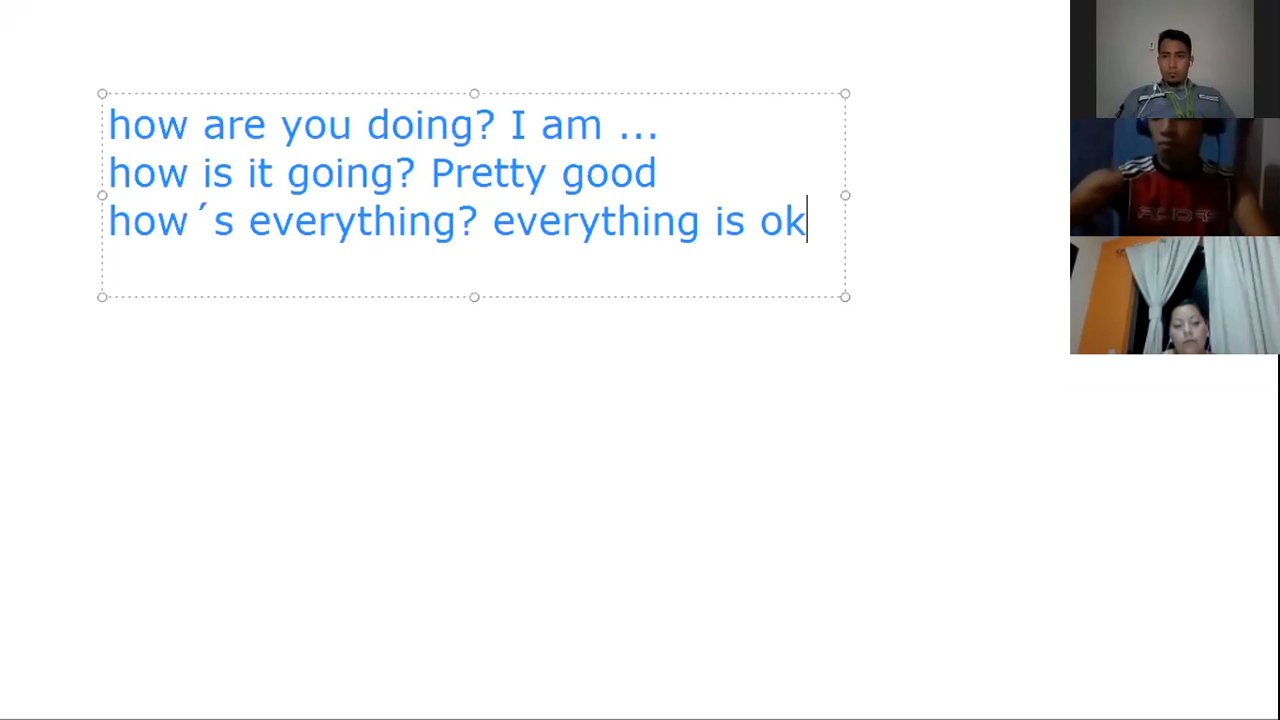 how are you doing? I am ...
how is it going? Pretty good
how ´s everything? everything is ok